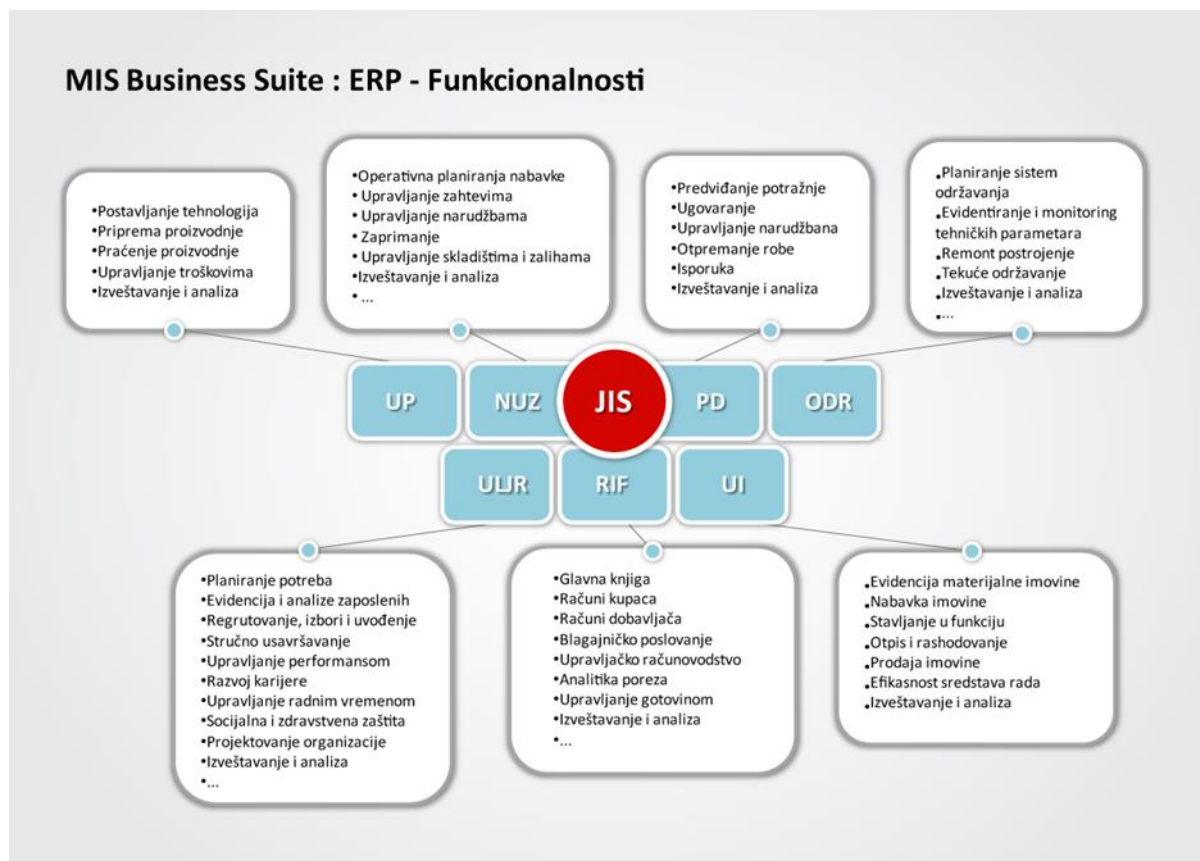 MIS Business Suite : ERP - Funkcionalnosti
•Postavljanje tehnologija
•Priprema proizvodnje
•Praćenje proizvodnje
•Upravljanje troškovima
•Izveštavanje i analiza
•Operativna planiranja nabavke
• Upravljanje zahtevima
• Upravljanje narudžbama
• Zaprimanje
• Upravljanje skladištima i zalihama
•Izveštavanje i analiza
• ...
•Predviđanje potražnje
•Ugovaranje
•Upravljanje narudžbana
•Otpremanje robe
•Isporuka
•Izveštavanje i analiza
•Planiranje sistem
održavanja
•Evidentiranje i monitoring
tehničkih parametara
•Remont postrojenje
•Tekuće održavanje
•Izveštavanje i analiza
•...
UP
NUZ
JIS
PD
ODR
ULJR
RIF
UI
•Planiranje potreba
•Evidencija i analize zaposlenih
•Regrutovanje, izbori i uvođenje
•Stručno usavršavanje
•Upravljanje performansom
•Razvoj karijere
•Upravljanje radnim vremenom
•Socijalna i zdravstvena zaštita
•Projektovanje organizacije
•Izveštavanje i analiza
•...
•Glavna knjiga
•Računi kupaca
•Računi dobavljača
•Blagajničko poslovanje
•Upravljačko računovodstvo
•Analitika poreza
•Upravljanje gotovinom
•Izveštavanje i analiza
•...
•Evidencija materijalne imovine
•Nabavka imovine
•Stavljanje u funkciju
•Otpis i rashodovanje
•Prodaja imovine
•Efikasnost sredstava rada
•Izveštavanje i analiza